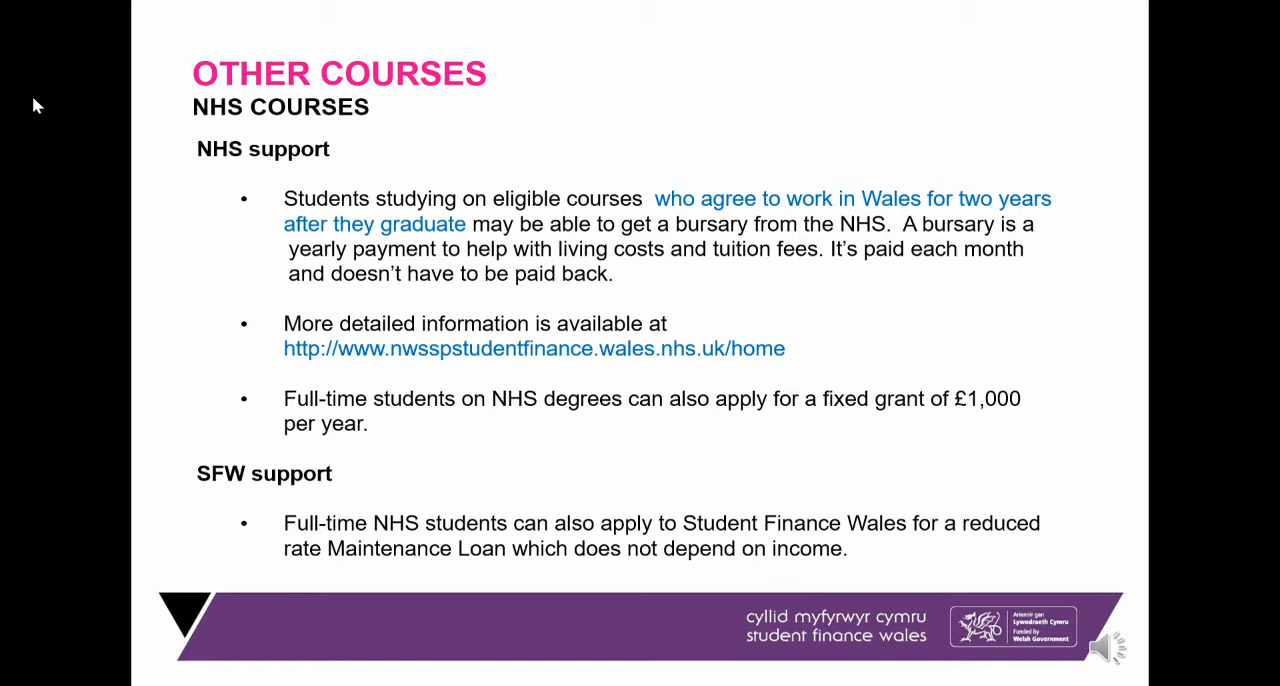 OTHER COURSES
NHS COURSES
NHS support
• Students studying on eligible courses who agree to work in Wales for two years
after they graduate may be able to get a bursary from the NHS. A bursary is a
yearly payment to help with living costs and tuition fees. It’s paid each month
and doesn’t have to be paid back.
• More detailed information is available at
http://www.nwsspstudentfinance.wales.nhs.uk/home
• Full-time students on NHS degrees can also apply for a fixed grant of £1,000
per year.
SFW support
• Full-time NHS students can also apply to Student Finance Wales for a reduced
rate Maintenance Loan which does not depend on income.
cyllid myfyrwyr cymru
student finance wales
Ariennir gan
Lywodraeth Cymru
Funded by
Welsh Government